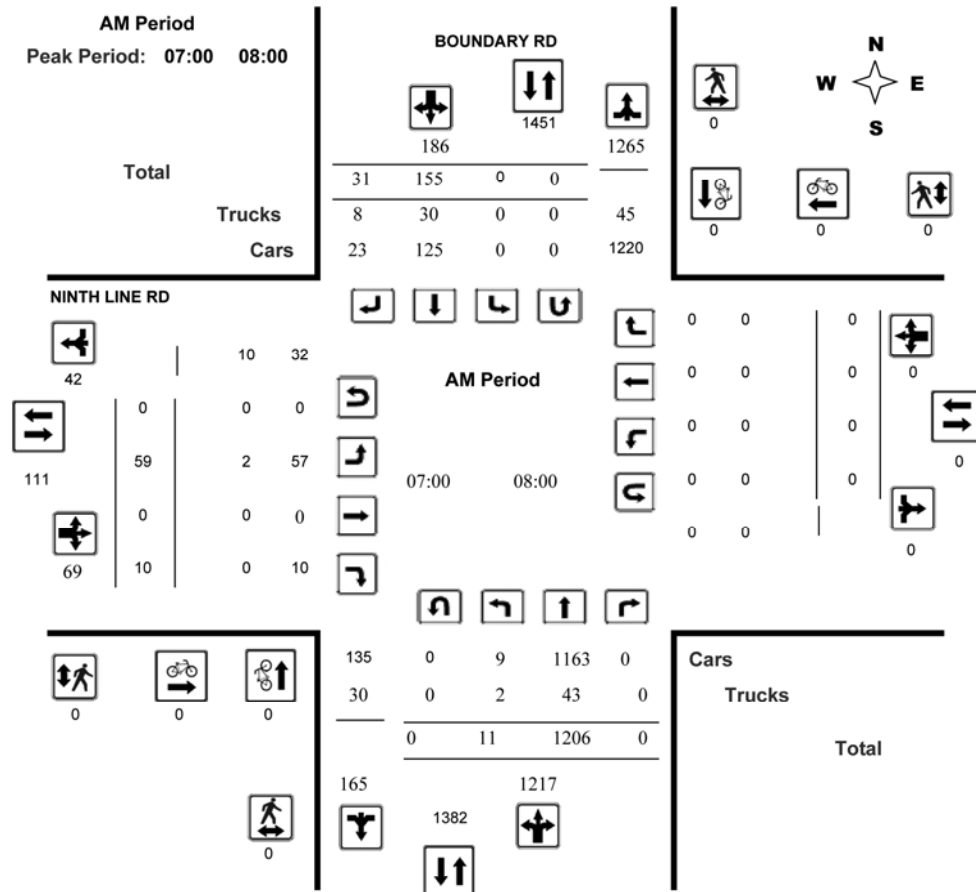 AM Period
Peak Period: 07:00 08:00
BOUNDARY RD
N
W E
S
1451
0
186 1265
Total
31 155 0 0
Trucks
8 30 0 0 45
0 0 0
Cars
23 125 0 0 1220
NINTH LINE RD
0 0 0
10 32
42
AM Period
0 0 0
0
0 0 0
0 0 0
111
59 2 57
0 0 0
0
07:00 08:00
0 0 0
0 0 0
0 0
69
10 0 10
0
135 0 9 1163 0
Cars
30 0 2 43 0
Trucks
0 0 0
0 11 1206 0
Total
165 1217
1382
0